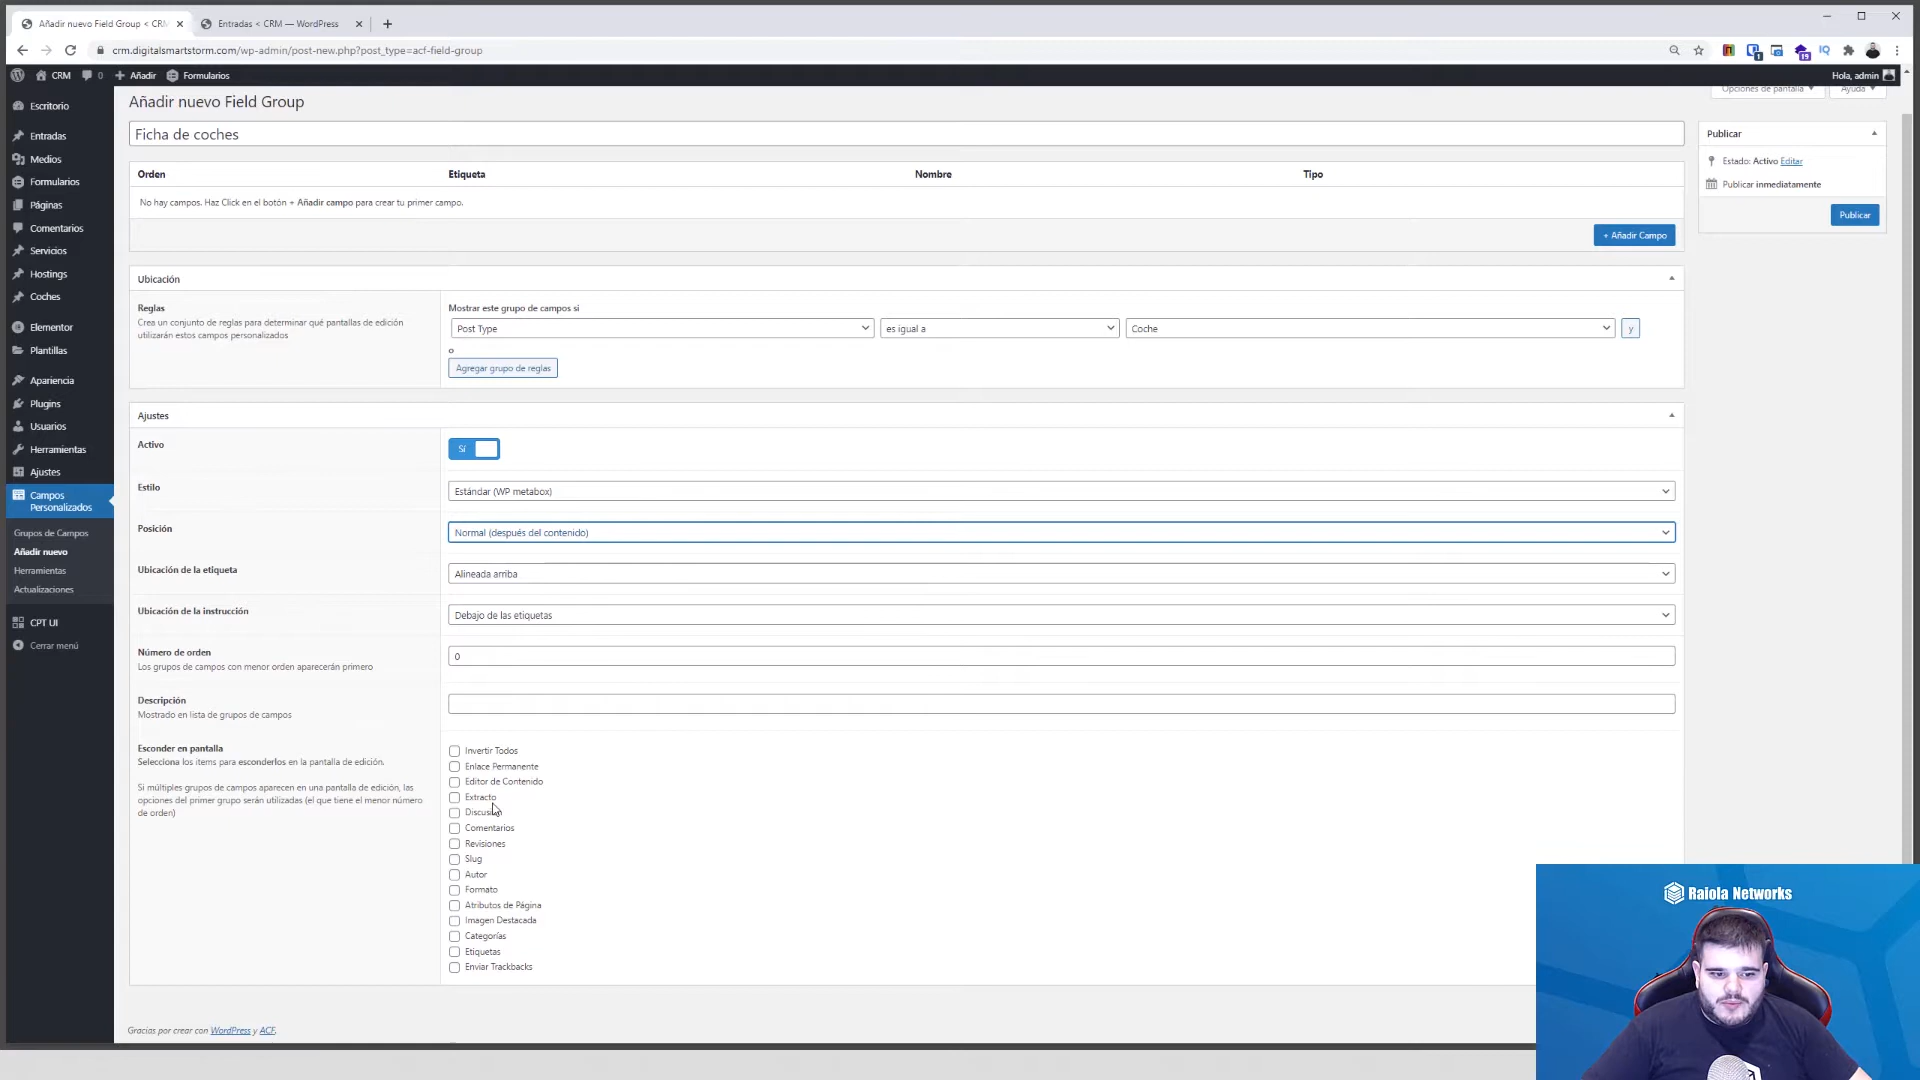 Añadir nuevo Field Group < CRM
Entradas < CRM — WordPress
crm.digitalsmartstorm.com/wp-admin/post-new.php?post_type=acf-field-group
CRM
0
Añadir
Formularios
Hola, admin
Escritorio
Entradas
Medios
Formularios
Páginas
Comentarios
Servicios
Hostings
Coches
Elementor
Plantillas
Apariencia
Plugins
Usuarios
Herramientas
Ajustes
Campos
Personalizados
Grupos de Campos
Añadir nuevo
Herramientas
Actualizaciones
CPT UI
Cerrar menú
Opciones de pantalla
Ayuda
Añadir nuevo Field Group
Ficha de coches
Orden Etiqueta Nombre Tipo
No hay campos. Haz Click en el botón + Añadir campo para crear tu primer campo.
+ Añadir Campo
Ubicación
Reglas
Crea un conjunto de reglas para determinar qué pantallas de edición
utilizarán estos campos personalizados
Mostrar este grupo de campos si
Post Type es igual a Coche y
o
Agregar grupo de reglas
Ajustes
Activo
Sí
Estilo
Estándar (WP metabox)
Posición
Normal (después del contenido)
Ubicación de la etiqueta
Alineada arriba
Ubicación de la instrucción
Debajo de las etiquetas
Número de orden
Los grupos de campos con menor orden aparecerán primero
0
Descripción
Mostrado en lista de grupos de campos
Esconder en pantalla
Selecciona los items para esconderlos en la pantalla de edición.
Si múltiples grupos de campos aparecen en una pantalla de edición, las
opciones del primer grupo serán utilizadas (el que tiene el menor número
de orden)
Invertir Todos
Enlace Permanente
Editor de Contenido
Extracto
Discusión
Comentarios
Revisiones
Slug
Autor
Formato
Atributos de Página
Imagen Destacada
Categorías
Etiquetas
Enviar Trackbacks
Publicar
Estado: Activo Editar
Publicar inmediatamente
Publicar
Gracias por crear con WordPress y ACF.
Raiola Networks